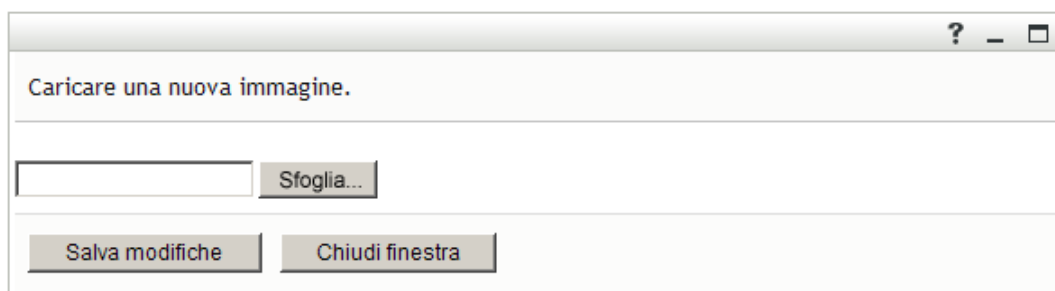 ?
Caricare una nuova immagine.
Sfoglia...
Salva modifiche Chiudi finestra